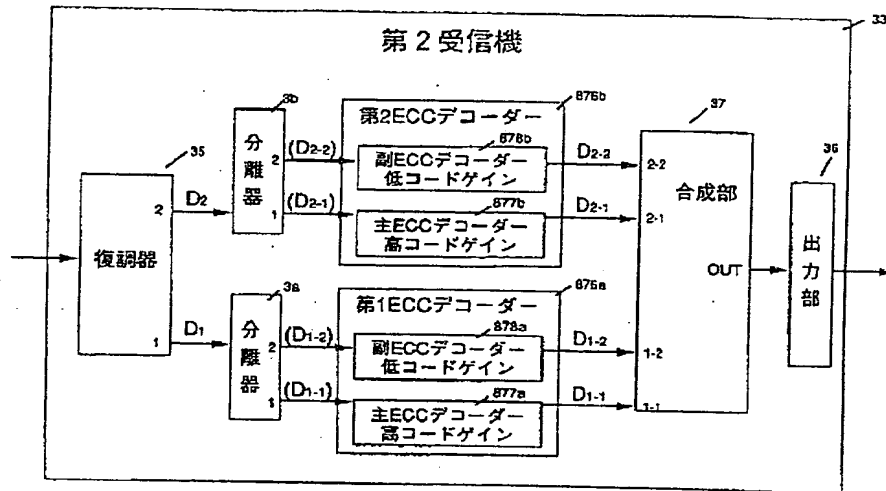 33
第2受信機
3b
分離器
2
1
(D2-2)
(D2-1)
876b
第2ECCデコーダー
878b
副ECCデコーダー
低コードゲイン
877b
主ECCデコーダー
高コードゲイン
D2-2
D2-1
37
2-2
2-1
合成部
OUT
1-2
1-1
36
出力部
35
復調器
2
1
D2
D1
3a
分離器
2
1
(D1-2)
(D1-1)
876a
第1ECCデコーダー
878a
副ECCデコーダー
低コードゲイン
877a
主ECCデコーダー
高コードゲイン
D1-2
D1-1